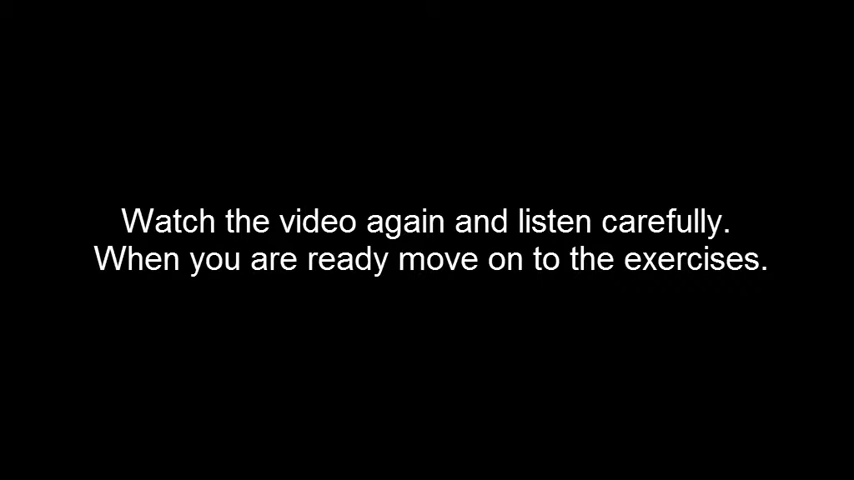 Watch the video again and listen carefully.
When you are ready move on to the exercises.